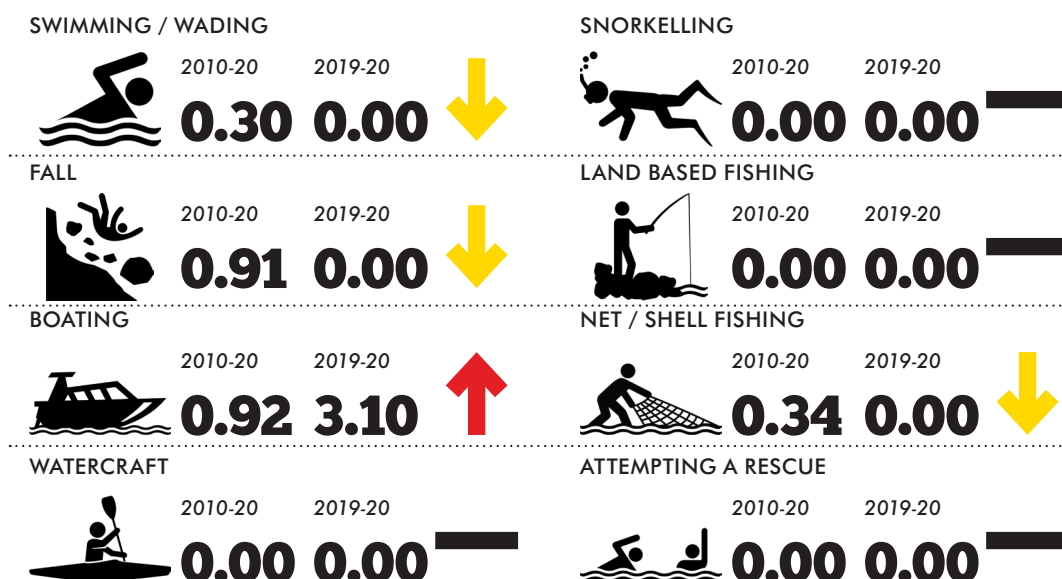 SWIMMING / WADING
2010-20 2019-20
0.30 0.00
SNORKELLING
2010-20 2019-20
0.00 0.00
FALL
2010-20 2019-20
0.91 0.00
LAND BASED FISHING
2010-20 2019-20
0.00 0.00
BOATING
2010-20 2019-20
0.92 3.10
NET / SHELL FISHING
2010-20 2019-20
0.34 0.00
WATERCRAFT
2010-20 2019-20
0.00 0.00
ATTEMPTING A RESCUE
2010-20 2019-20
0.00 0.00